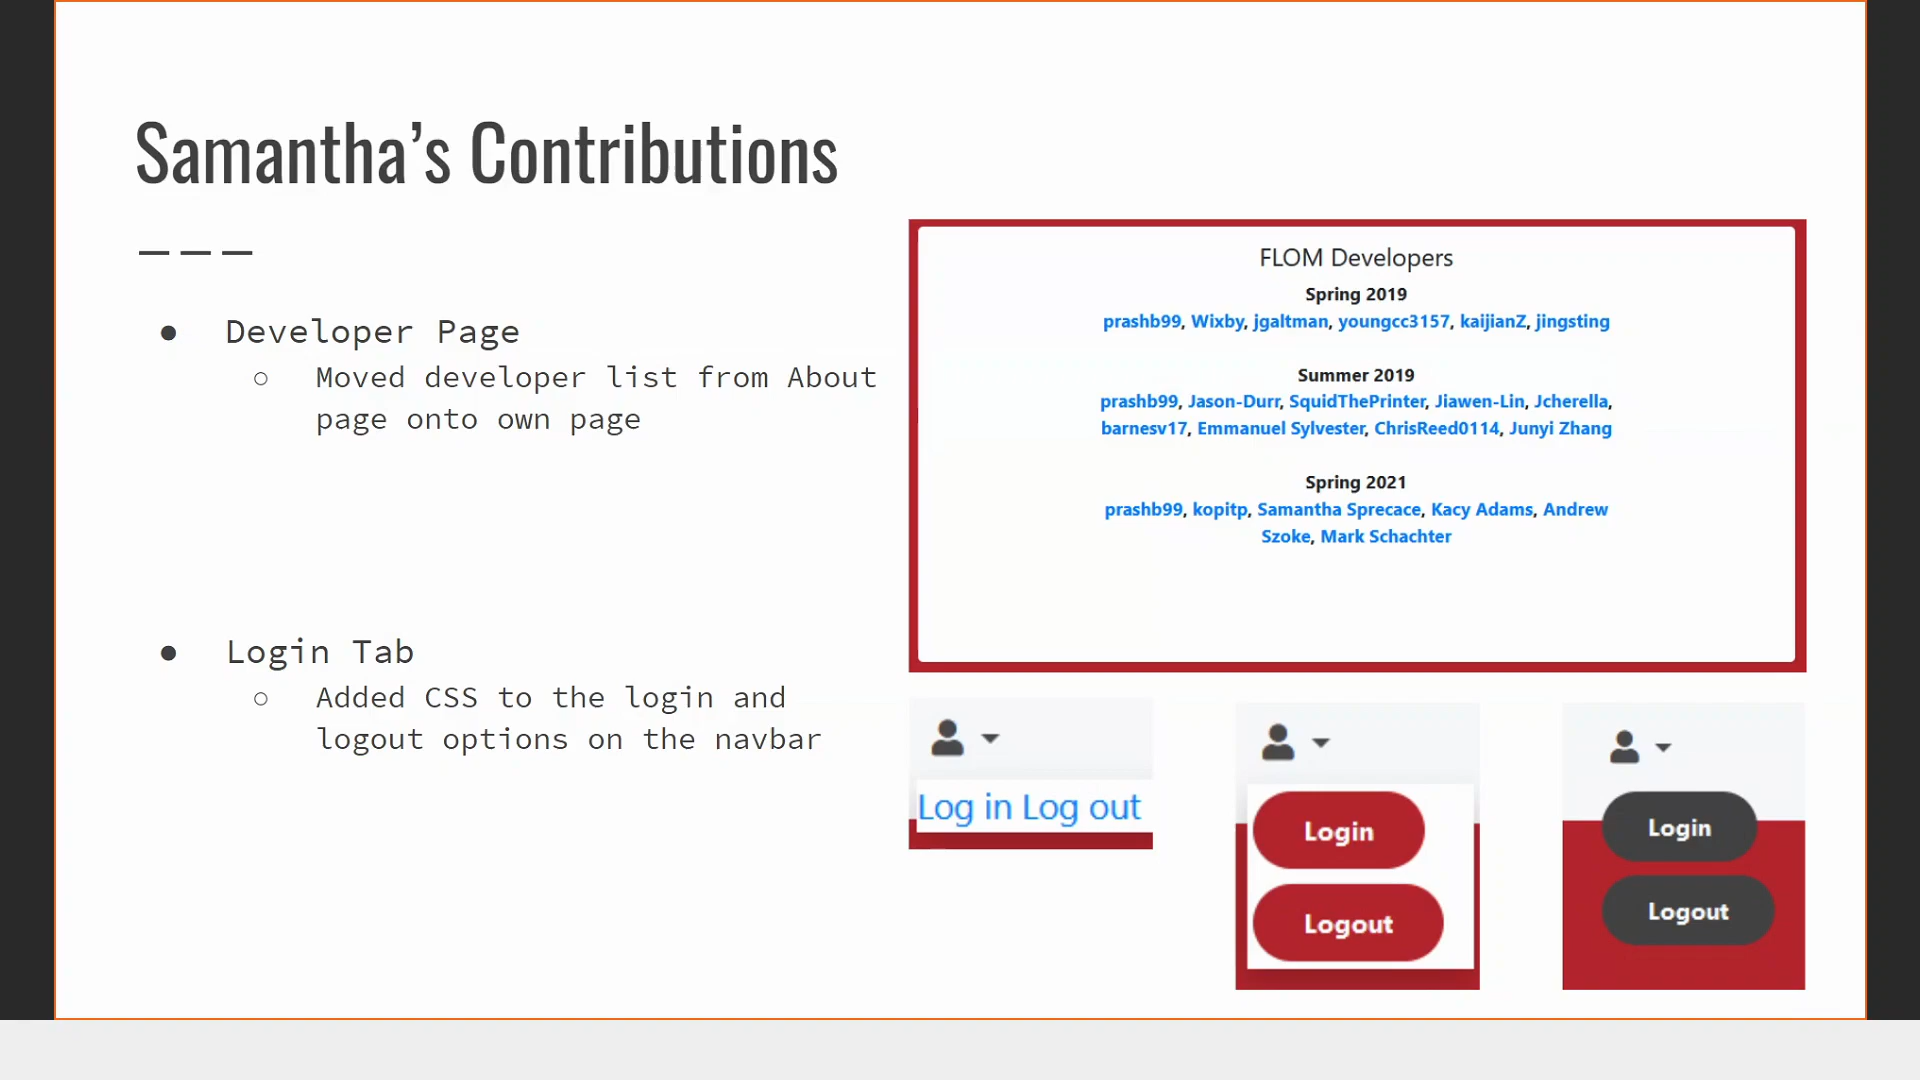 Samantha’s Contributions
● Developer Page
○ Moved developer list from About
page onto own page
● Login Tab
○ Added CSS to the login and
logout options on the navbar
FLOM Developers
Spring 2019
prashb99, Wixby, jgaltman, youngcc3157, kaijianZ, jingsting
Summer 2019
prashb99, Jason-Durr, SquidThePrinter, Jiawen-Lin, Jcherella,
barnesv17, Emmanuel Sylvester, ChrisReed0114, Junyi Zhang
Spring 2021
prashb99, kopitp, Samantha Sprecace, Kacy Adams, Andrew
Szoke, Mark Schachter
Log in Log out
Login
Logout
Login
Logout